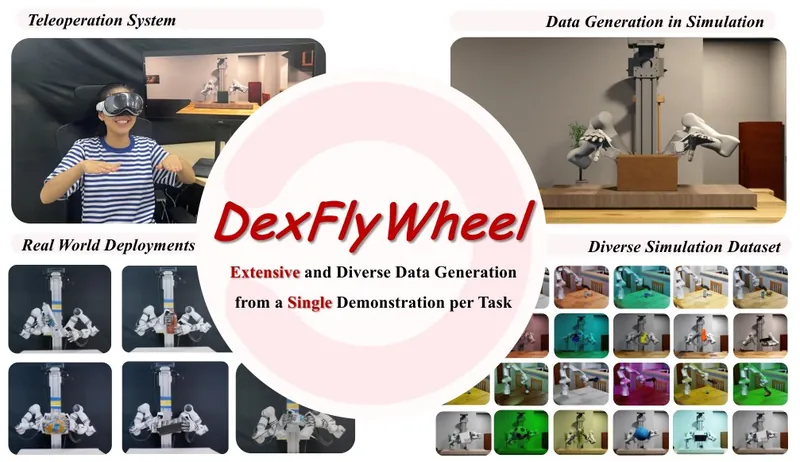 Teleoperation System
Data Generation in Simulation
DexFlyWheel
Extensive and Diverse Data Generation
from a Single Demonstration per Task
Real World Deployments
Diverse Simulation Dataset